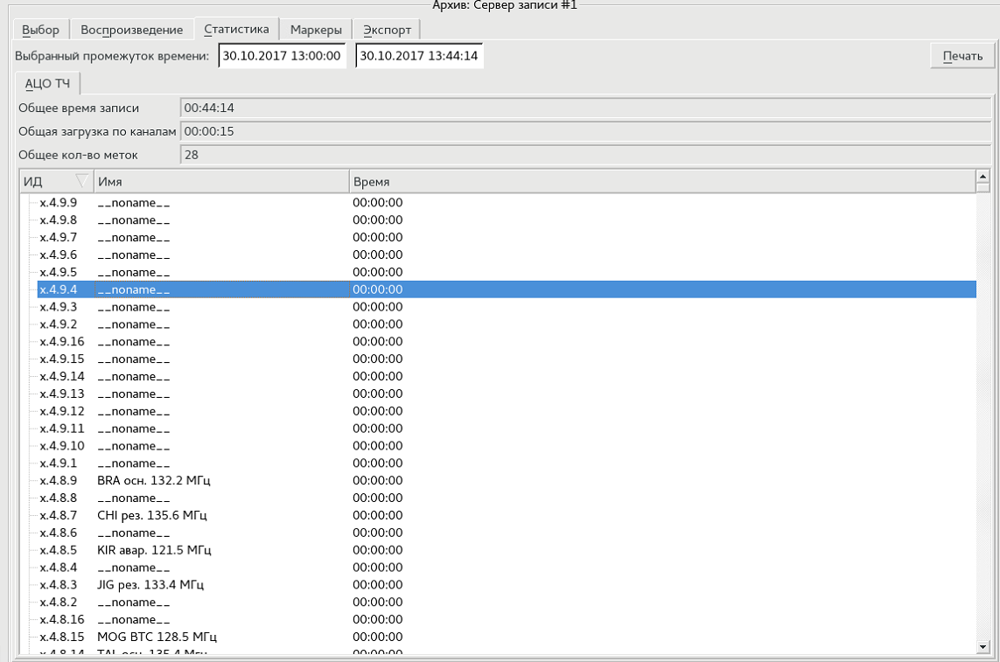 Архив: Сервер записи #1
Выбор Воспроизведение Статистика Маркеры Экспорт
Выбранный промежуток времени: 30.10.2017 13:00:00 30.10.2017 13:44:14 Печать
АЦО ТЧ
Общее время записи 00:44:14
Общая загрузка по каналам 00:00:15
Общее кол-во меток 28
ИД Имя Время
x.4.9.9 __noname__ 00:00:00
x.4.9.8 __noname__ 00:00:00
x.4.9.7 __noname__ 00:00:00
x.4.9.6 __noname__ 00:00:00
x.4.9.5 __noname__ 00:00:00
x.4.9.4 __noname__ 00:00:00
x.4.9.3 __noname__ 00:00:00
x.4.9.2 __noname__ 00:00:00
x.4.9.16 __noname__ 00:00:00
x.4.9.15 __noname__ 00:00:00
x.4.9.14 __noname__ 00:00:00
x.4.9.13 __noname__ 00:00:00
x.4.9.12 __noname__ 00:00:00
x.4.9.11 __noname__ 00:00:00
x.4.9.10 __noname__ 00:00:00
x.4.9.1 __noname__ 00:00:00
x.4.8.9 BRA осн. 132.2 МГц 00:00:00
x.4.8.8 __noname__ 00:00:00
x.4.8.7 CHI рез. 135.6 МГц 00:00:00
x.4.8.6 __noname__ 00:00:00
x.4.8.5 KIR авар. 121.5 МГц 00:00:00
x.4.8.4 __noname__ 00:00:00
x.4.8.3 JIG рез. 133.4 МГц 00:00:00
x.4.8.2 __noname__ 00:00:00
x.4.8.16 __noname__ 00:00:00
x.4.8.15 MOG ВТС 128.5 МГц 00:00:00
x.4.8.14 TAL осн. 135.4 МГц 00:00:00